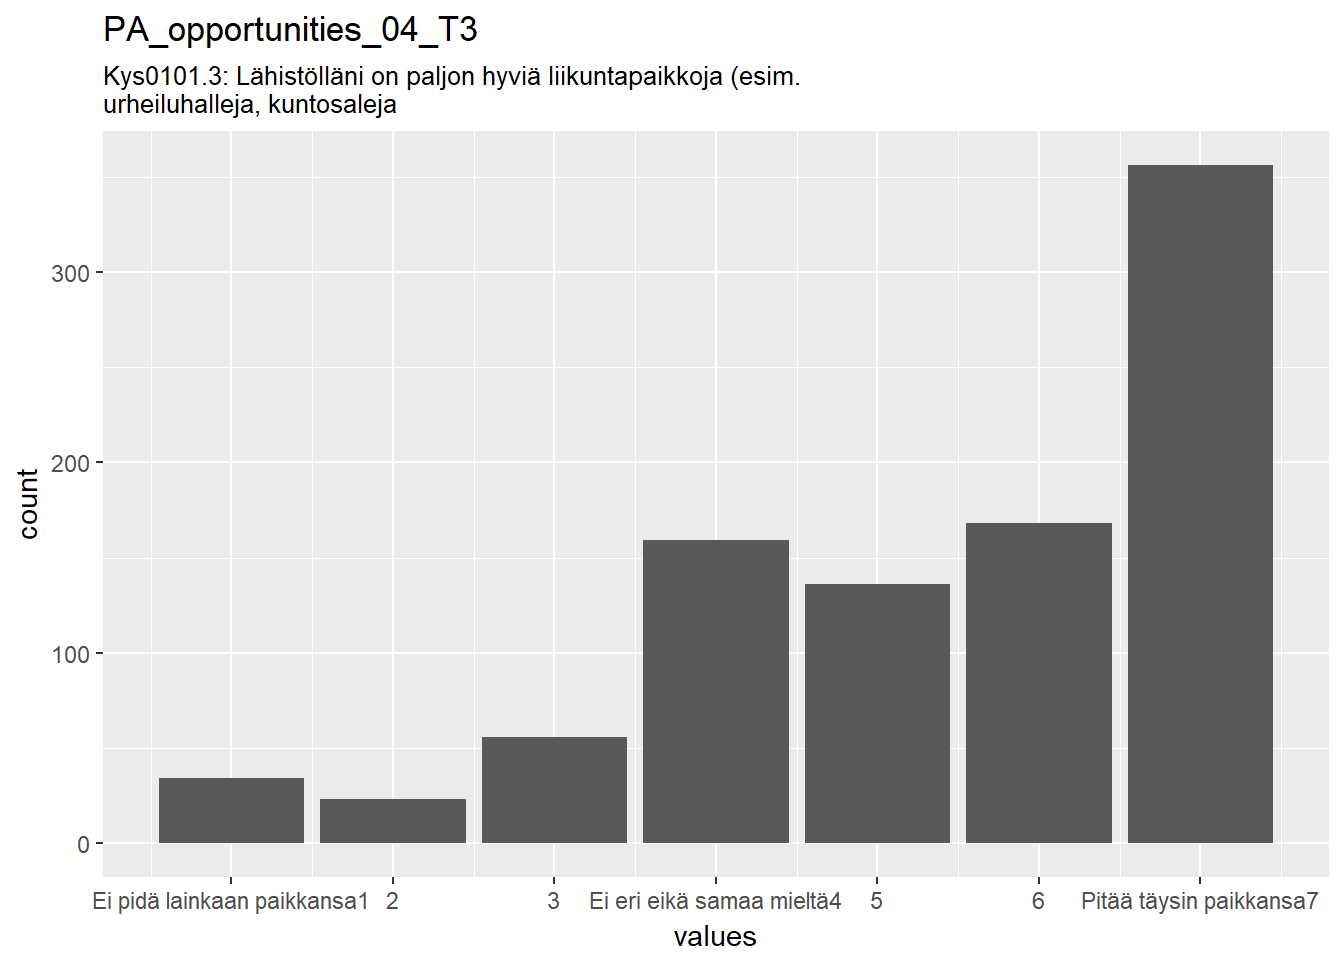 PA_opportunities_04_T3
Kys0101.3: Lähistölläni on paljon hyviä liikuntapaikkoja (esim.
urheiluhalleja, kuntosaleja
300
200
100
0
count
Ei pidä lainkaan paikkansa1 2 3 Ei eri eikä samaa mieltä4 5 6 Pitää täysin paikkansa7
values